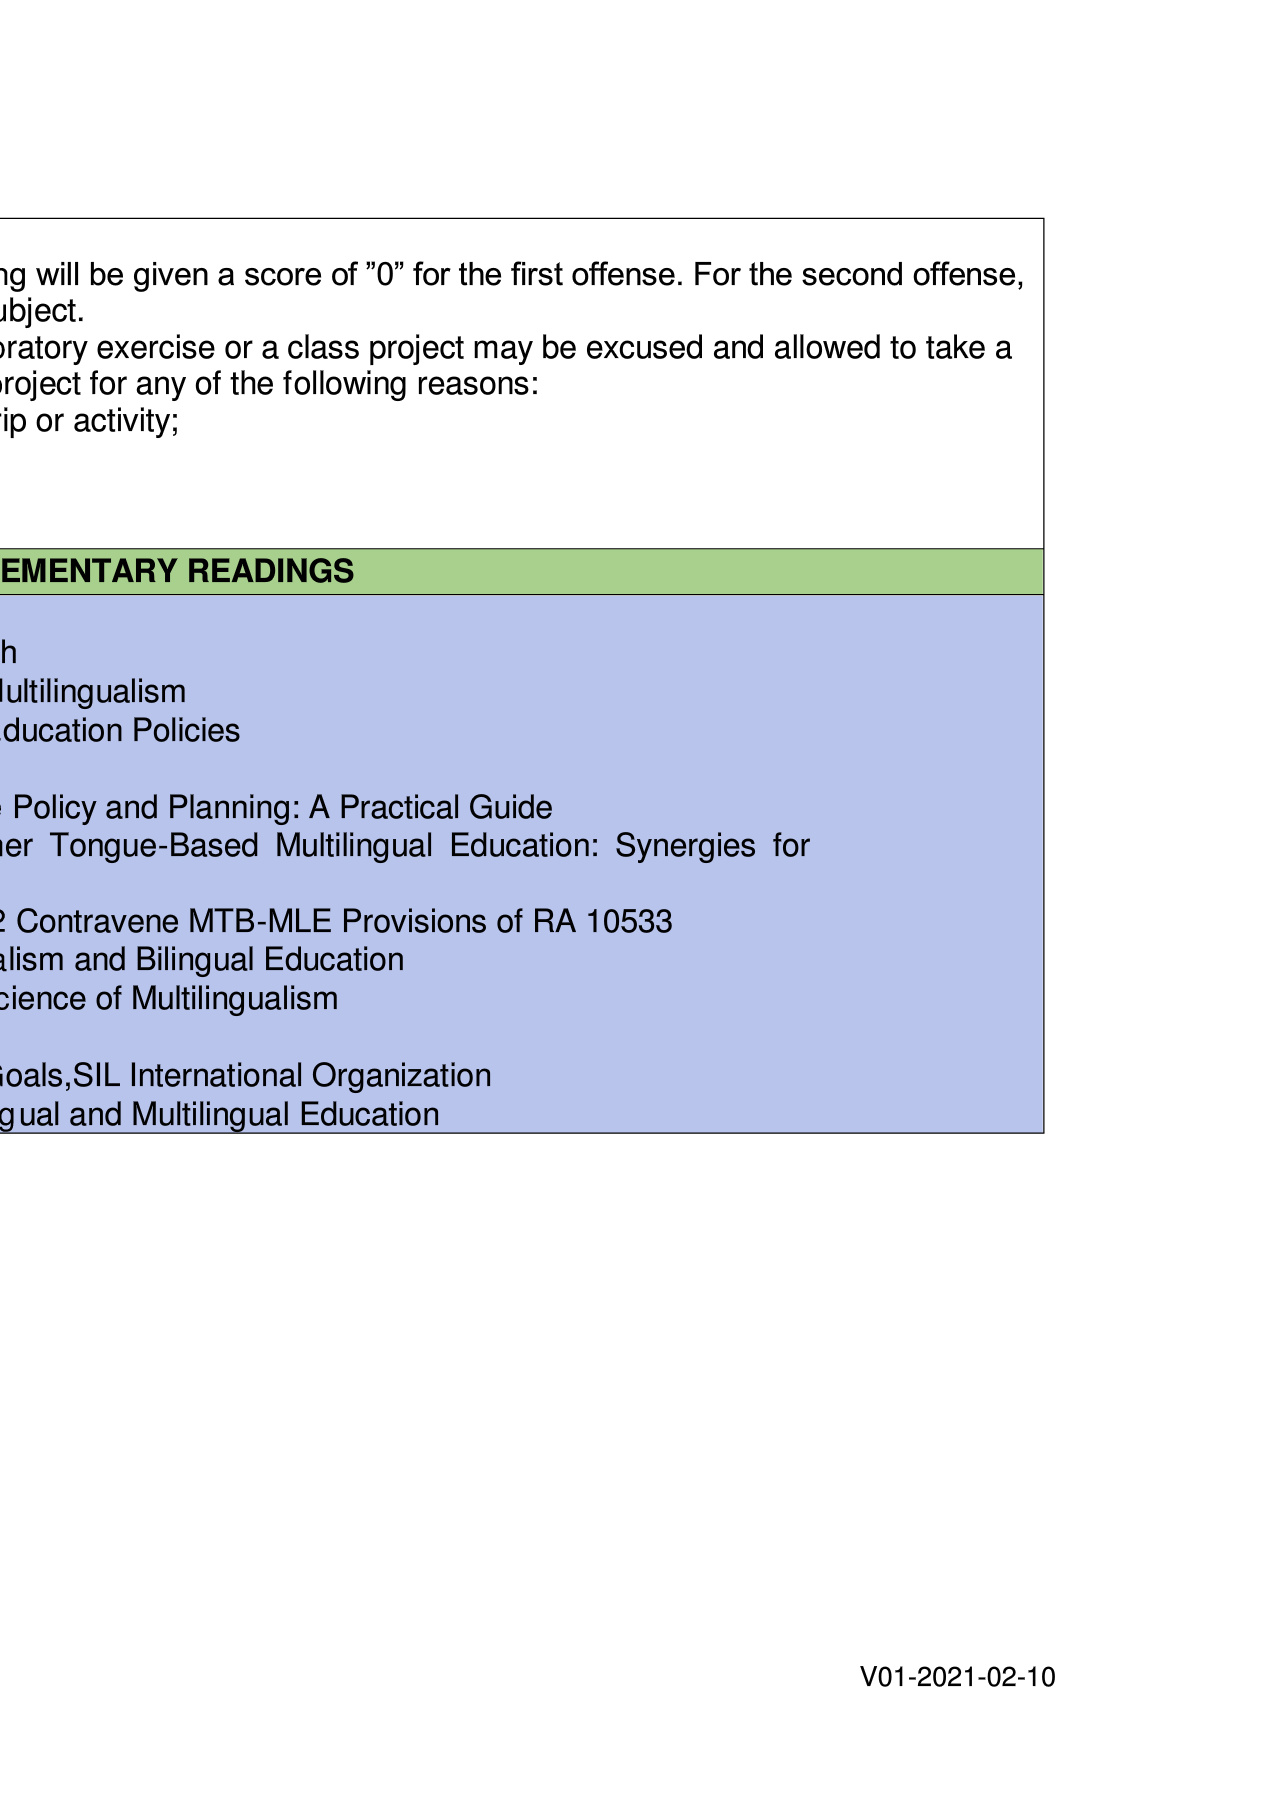 ng will be given a score of ”0” for the first offense. For the second offense,
ubject.
oratory exercise or a class project may be excused and allowed to take a
project for any of the following reasons:
rip or activity;
EMENTARY READINGS
h
Multilingualism
Education Policies
e Policy and Planning: A Practical Guide
her Tongue-Based Multilingual Education: Synergies for
2 Contravene MTB-MLE Provisions of RA 10533
alism and Bilingual Education
cience of Multilingualism
Goals,SIL International Organization
gual and Multilingual Education
V01-2021-02-10